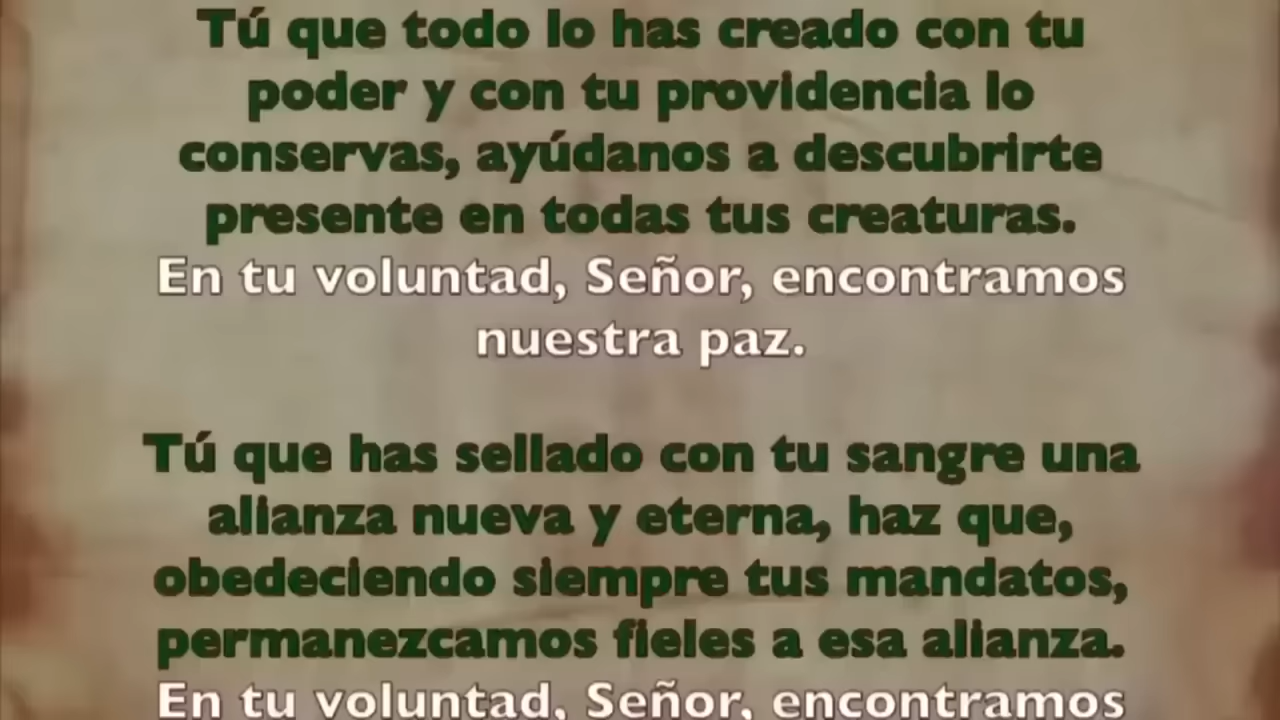 Tú que todo lo has creado con tu
poder y con tu providencia lo
conservas, ayúdanos a descubrirte
presente en todas tus creaturas.
En tu voluntad, Señor, encontramos
nuestra paz.
Tú que has sellado con tu sangre una
alianza nueva y eterna, haz que,
obedeciendo siempre tus mandatos,
permanezcamos fieles a esa alianza.
En tu voluntad, Señor, encontramos